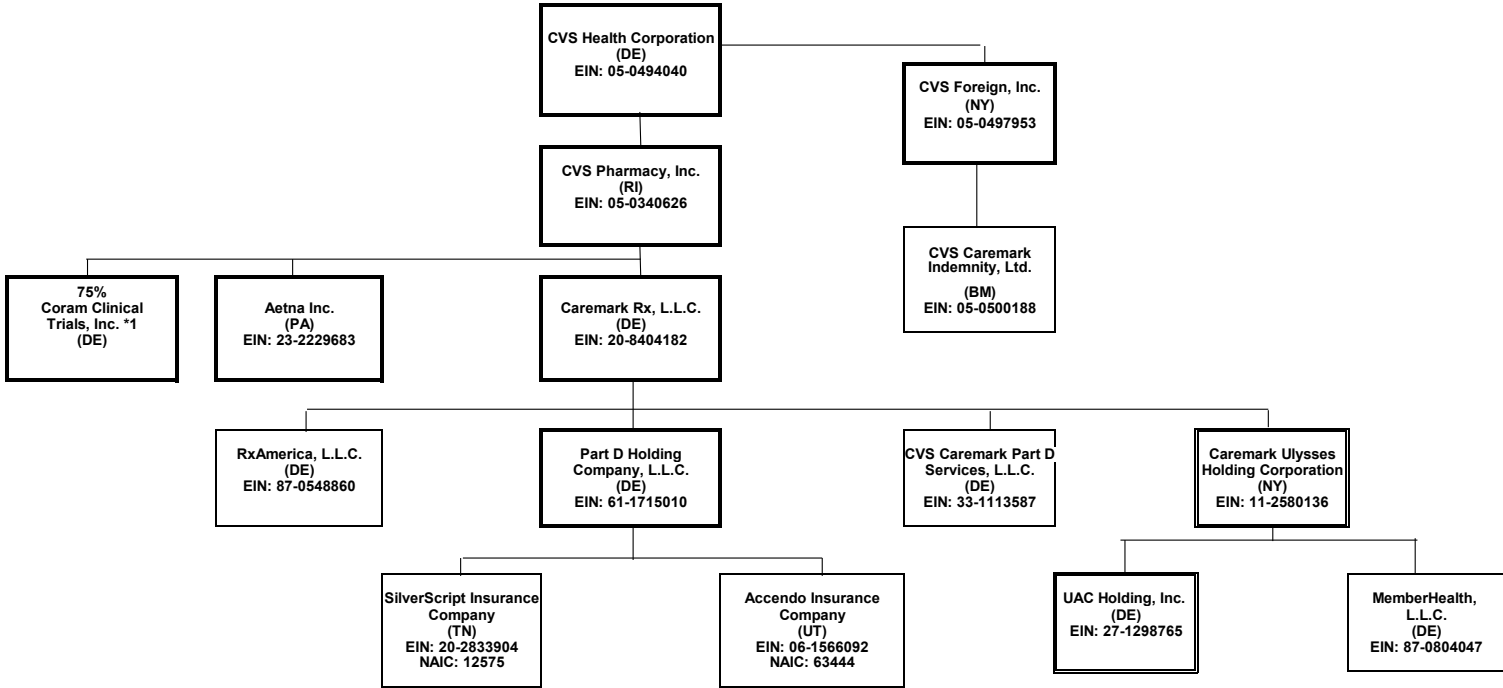 CVS Health Corporation
(DE)
EIN: 05-0494040
CVS Foreign, Inc.
(NY)
EIN: 05-0497953
CVS Pharmacy, Inc.
(RI)
EIN: 05-0340626
CVS Caremark
Indemnity, Ltd.
(BM)
EIN: 05-0500188
75%
Coram Clinical
Trials, Inc. *1
(DE)
Aetna Inc.
(PA)
EIN: 23-2229683
Caremark Rx, L.L.C.
(DE)
EIN: 20-8404182
RxAmerica, L.L.C.
(DE)
EIN: 87-0548860
Part D Holding
Company, L.L.C.
(DE)
EIN: 61-1715010
CVS Caremark Part D
Services, L.L.C.
(DE)
EIN: 33-1113587
Caremark Ulysses
Holding Corporation
(NY)
EIN: 11-2580136
SilverScript Insurance
Company
(TN)
EIN: 20-2833904
NAIC: 12575
Accendo Insurance
Company
(UT)
EIN: 06-1566092
NAIC: 63444
UAC Holding, Inc.
(DE)
EIN: 27-1298765
MemberHealth,
L.L.C.
(DE)
EIN: 87-0804047